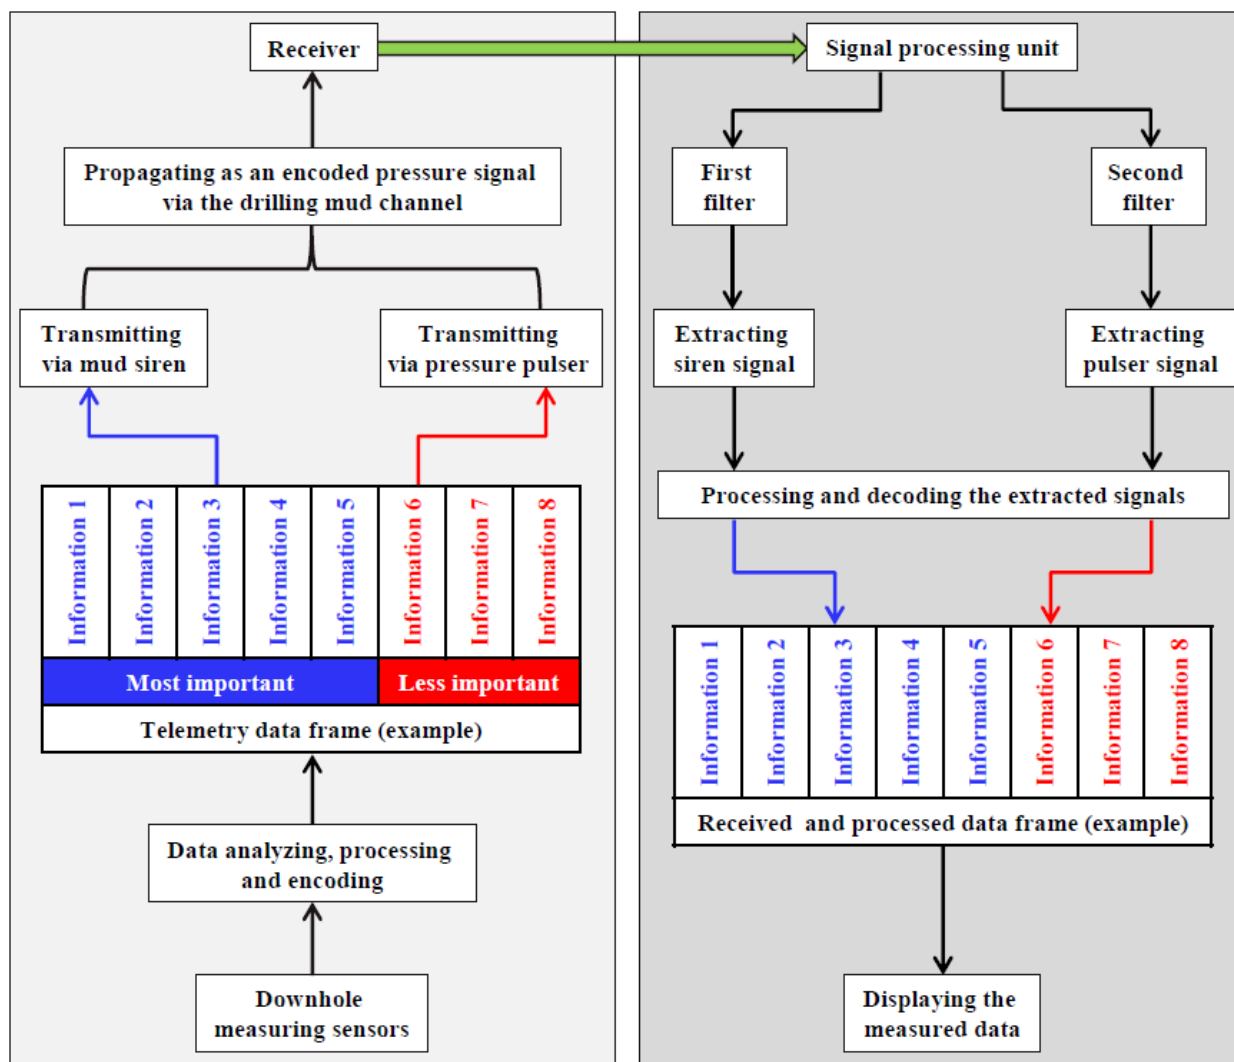 Receiver
Propagating as an encoded pressure signal
via the drilling mud channel
Transmitting
via mud siren
Transmitting
via pressure pulser
Information 1
Information 2
Information 3
Information 4
Information 5
Information 6
Information 7
Information 8
Most important
Less important
Telemetry data frame (example)
Data analyzing, processing
and encoding
Downhole
measuring sensors
Signal processing unit
First
filter
Second
filter
Extracting
siren signal
Extracting
pulser signal
Processing and decoding the extracted signals
Information 1
Information 2
Information 3
Information 4
Information 5
Information 6
Information 7
Information 8
Received and processed data frame (example)
Displaying the
measured data